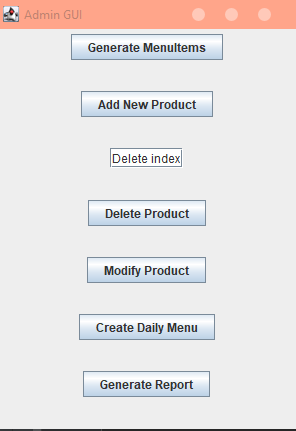 Admin GUI
Generate MenuItems
Add New Product
Delete index
Delete Product
Modify Product
Create Daily Menu
Generate Report